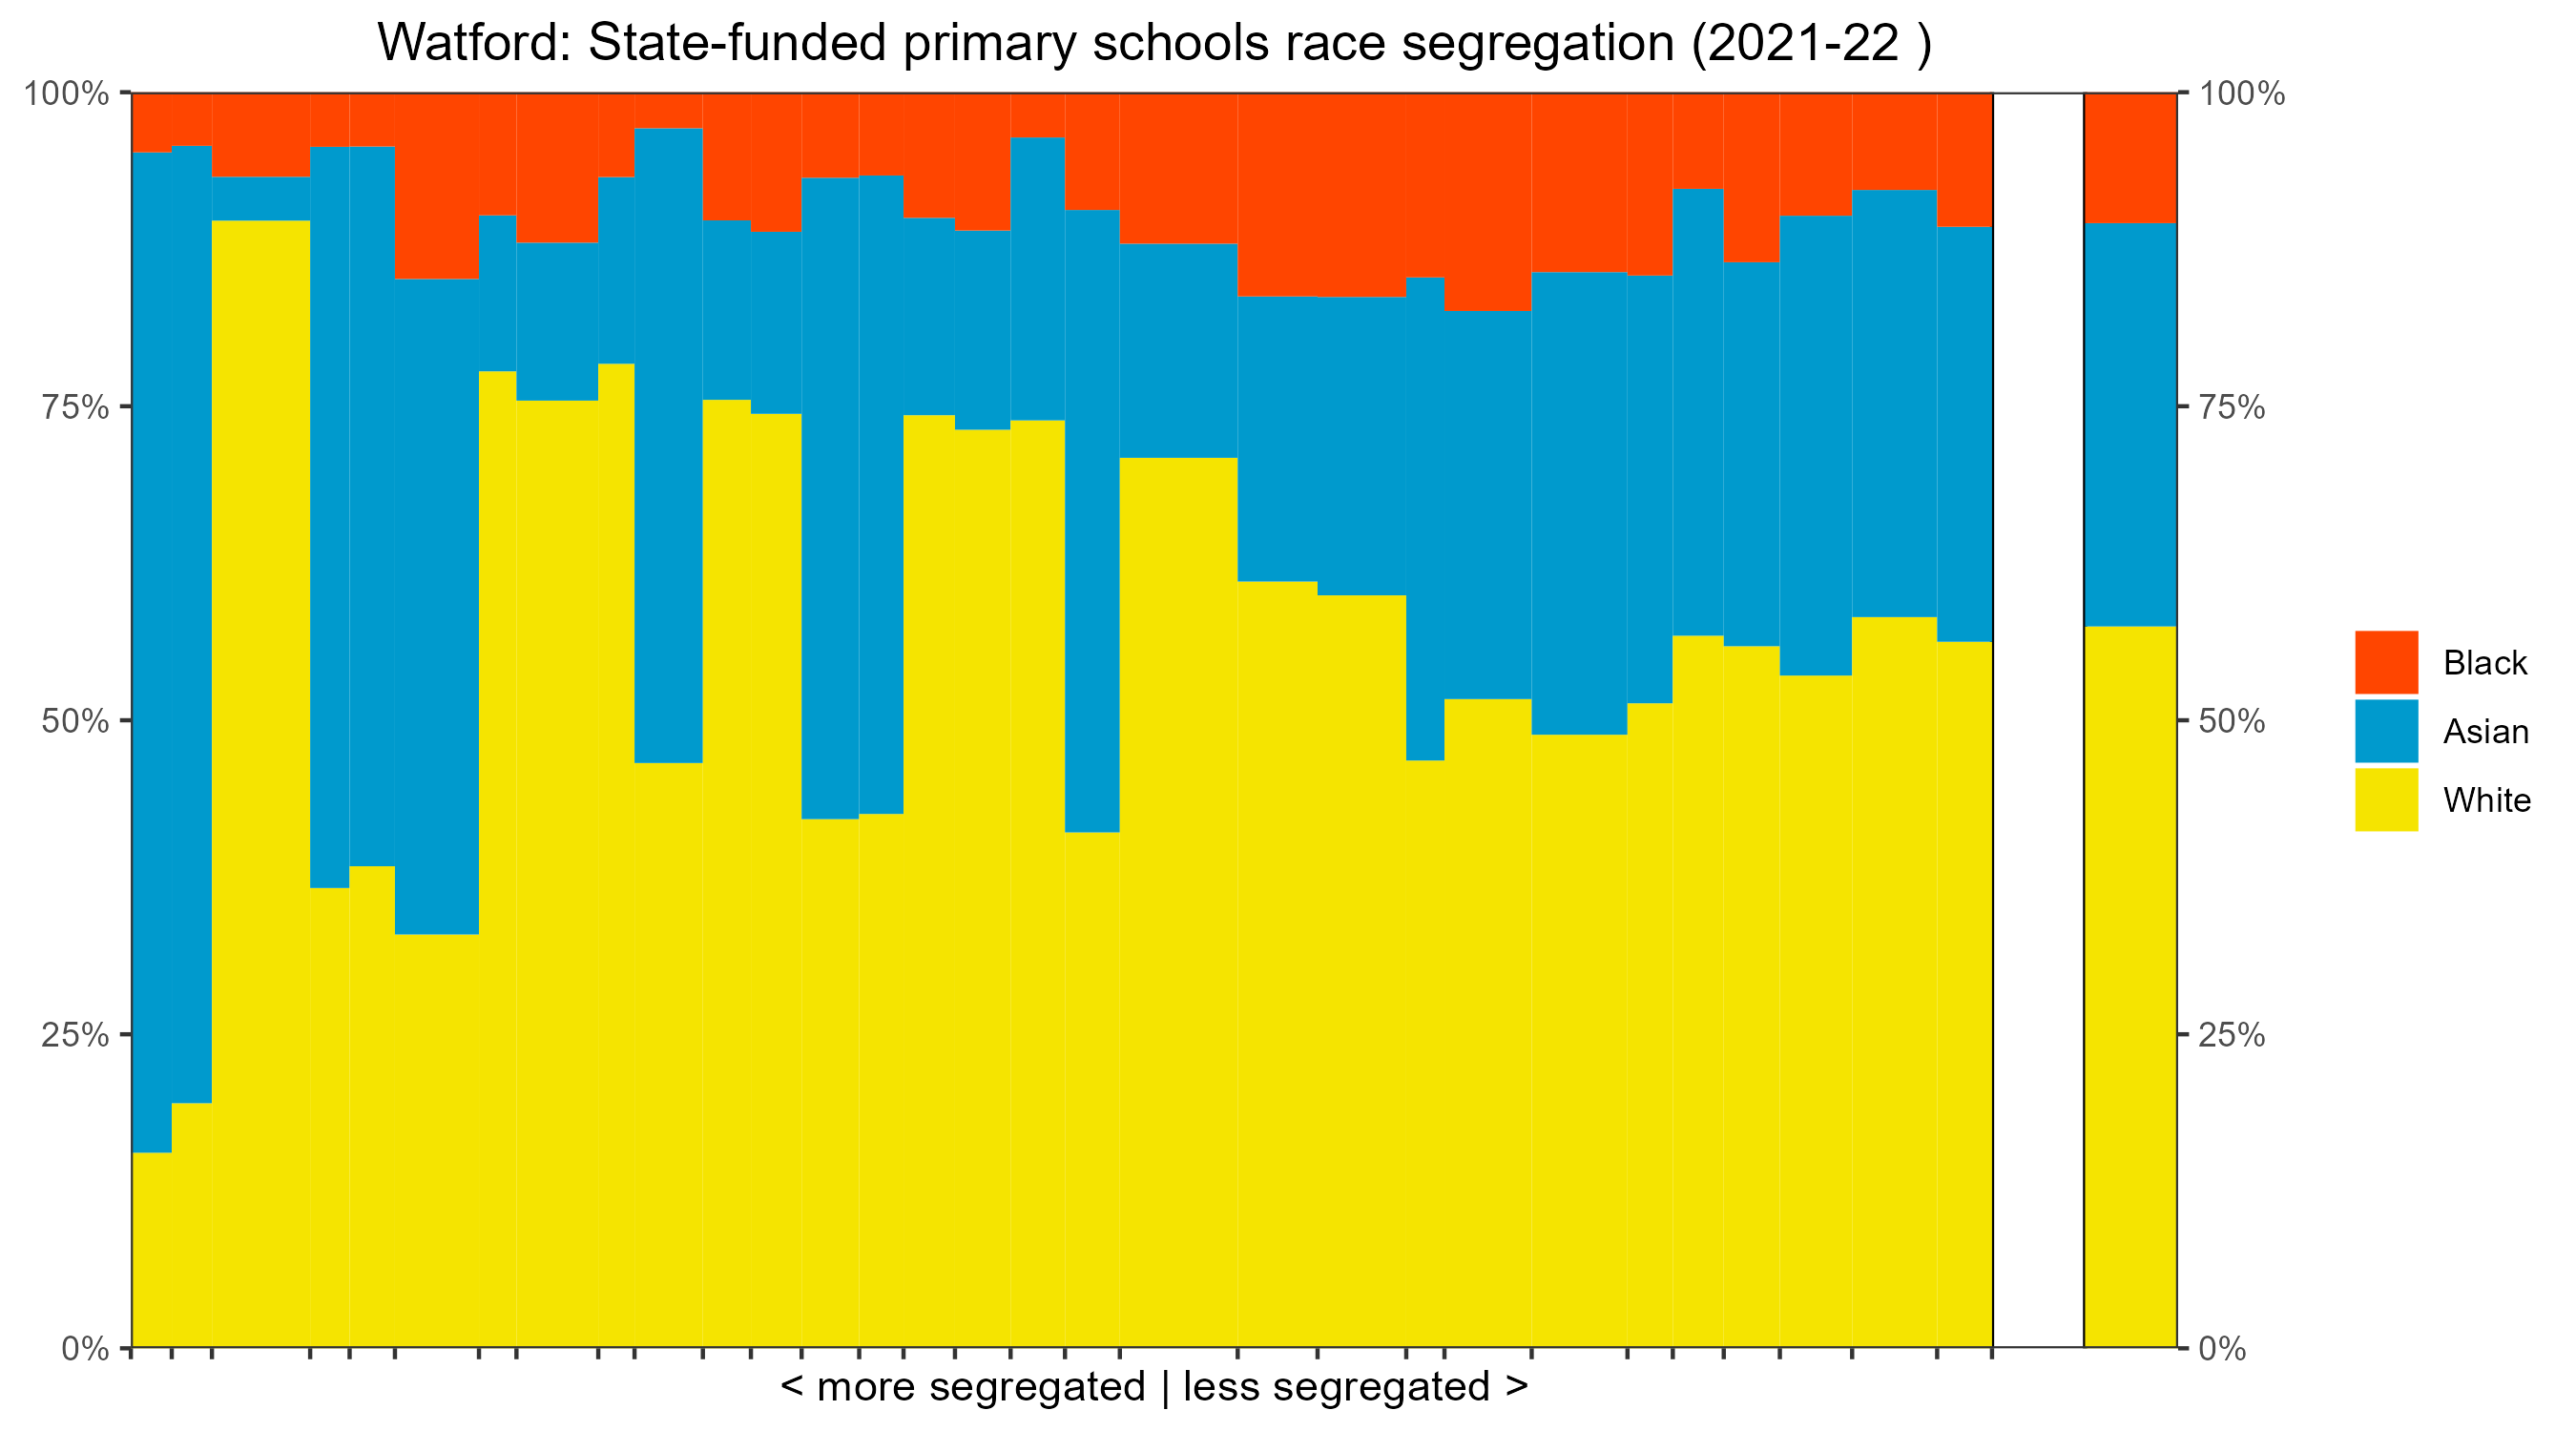 Watford: State-funded primary schools race segregation (2021-22 )
100%
75%
50%
25%
0%
100%
75%
50%
25%
0%
Black
Asian
White
< more segregated | less segregated >